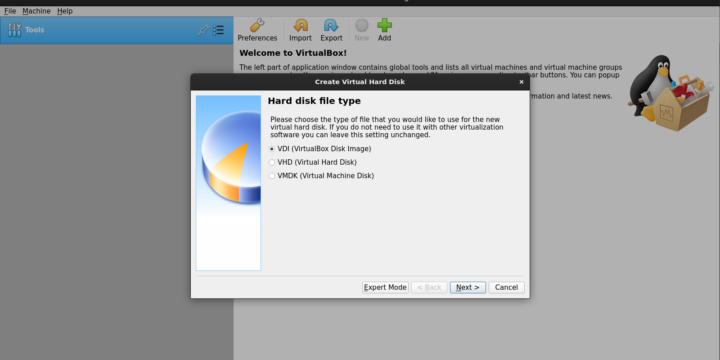 File Machine Help
Tools
Preferences Import Export New Add
Welcome to VirtualBox!
The left part of application window contains global tools and lists all virtual machines and virtual machine groups
bar buttons. You can popup
mation and latest news.
Create Virtual Hard Disk
Hard disk file type
Please choose the type of file that you would like to use for the new
virtual hard disk. If you do not need to use it with other virtualization
software you can leave this setting unchanged.
VDI (VirtualBox Disk Image)
VHD (Virtual Hard Disk)
VMDK (Virtual Machine Disk)
Expert Mode < Back Next > Cancel